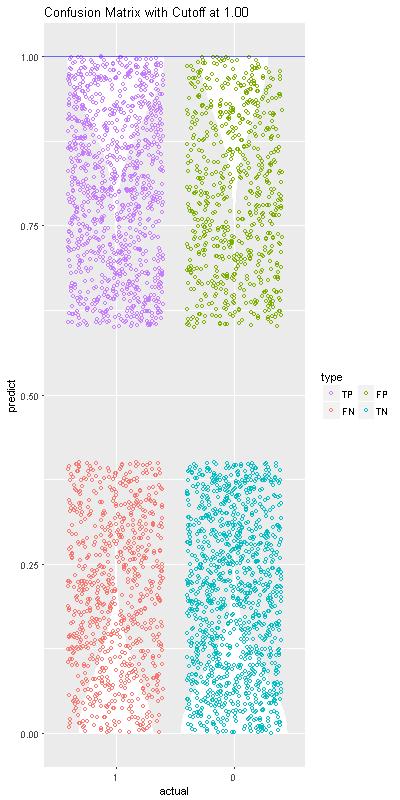 Confusion Matrix with Cutoff at 1.00
1.00
0.75
0.50
0.25
0.00
predict
1 0
actual
type
TP FP
FN TN